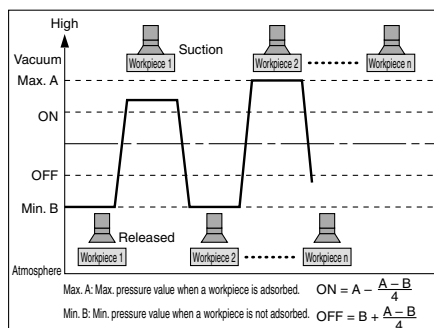 High
Vacuum
Suction
Workpiece 1
Workpiece 2
Workpiece n
Max. A
ON
OFF
Min. B
Released
Workpiece 1
Workpiece 2
Workpiece n
Atmosphere
Max. A: Max. pressure value when a workpiece is adsorbed. ON = A – A – B / 4
Min. B: Min. pressure value when a workpiece is not adsorbed. OFF = B + A – B / 4